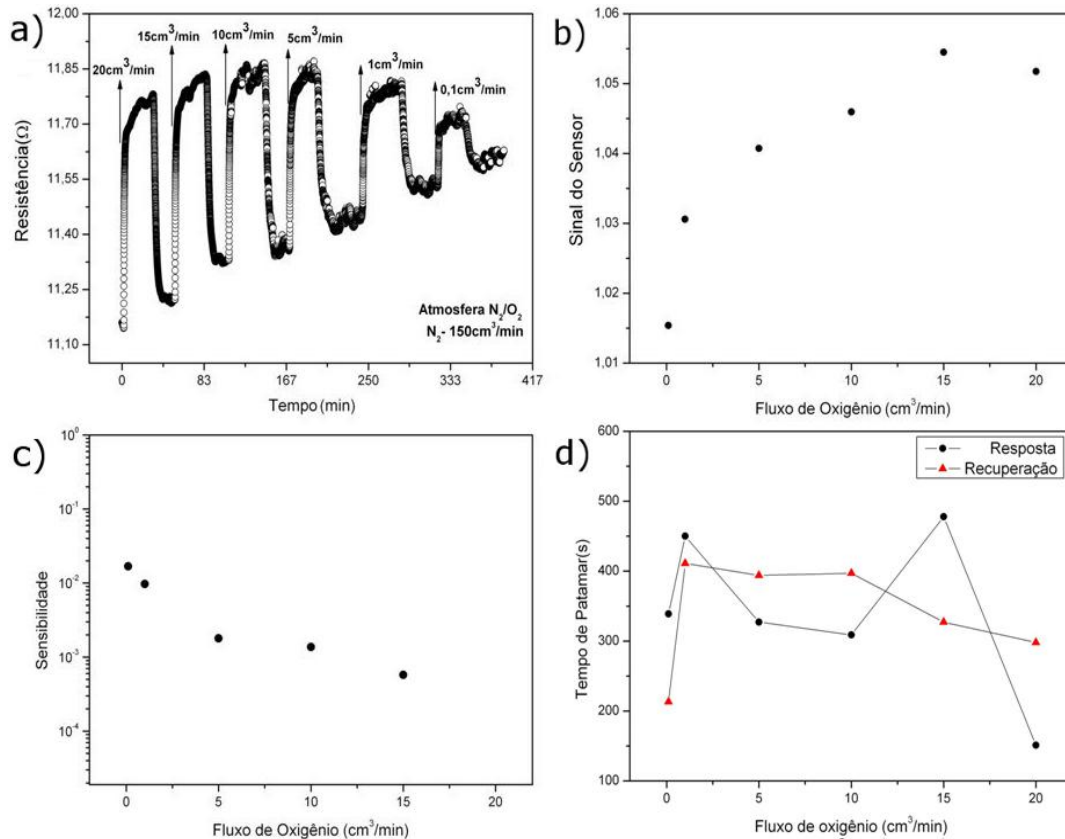 a)
12,00
11,85
11,70
11,55
11,40
11,25
11,10
Resistência(Ω)
20cm³/min
15cm³/min
10cm³/min
5cm³/min
1cm³/min
0,1cm³/min
Atmosfera N₂/O₂
N₂- 150cm³/min
0 83 167 250 333 417
Tempo (min)
b)
1,06
1,05
1,04
1,03
1,02
1,01
Sinal do Sensor
0 5 10 15 20
Fluxo de Oxigênio (cm³/min)
c)
10⁰
10⁻¹
10⁻²
10⁻³
10⁻⁴
Sensibilidade
0 5 10 15 20
Fluxo de Oxigênio (cm³/min)
d)
600
500
400
300
200
100
Tempo de Patamar(s)
Resposta
Recuperação
0 5 10 15 20
Fluxo de oxigênio (cm³/min)